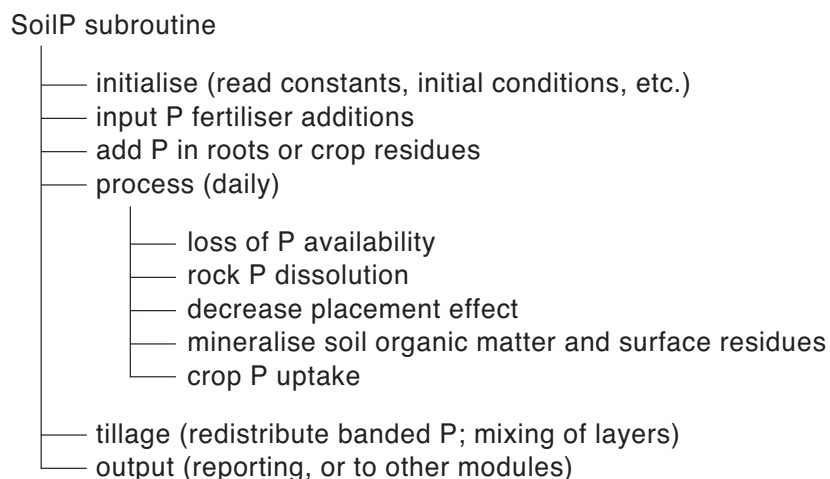 SoilP subroutine
initialise (read constants, initial conditions, etc.)
input P fertiliser additions
add P in roots or crop residues
process (daily)
loss of P availability
rock P dissolution
decrease placement effect
mineralise soil organic matter and surface residues
crop P uptake
tillage (redistribute banded P; mixing of layers)
output (reporting, or to other modules)